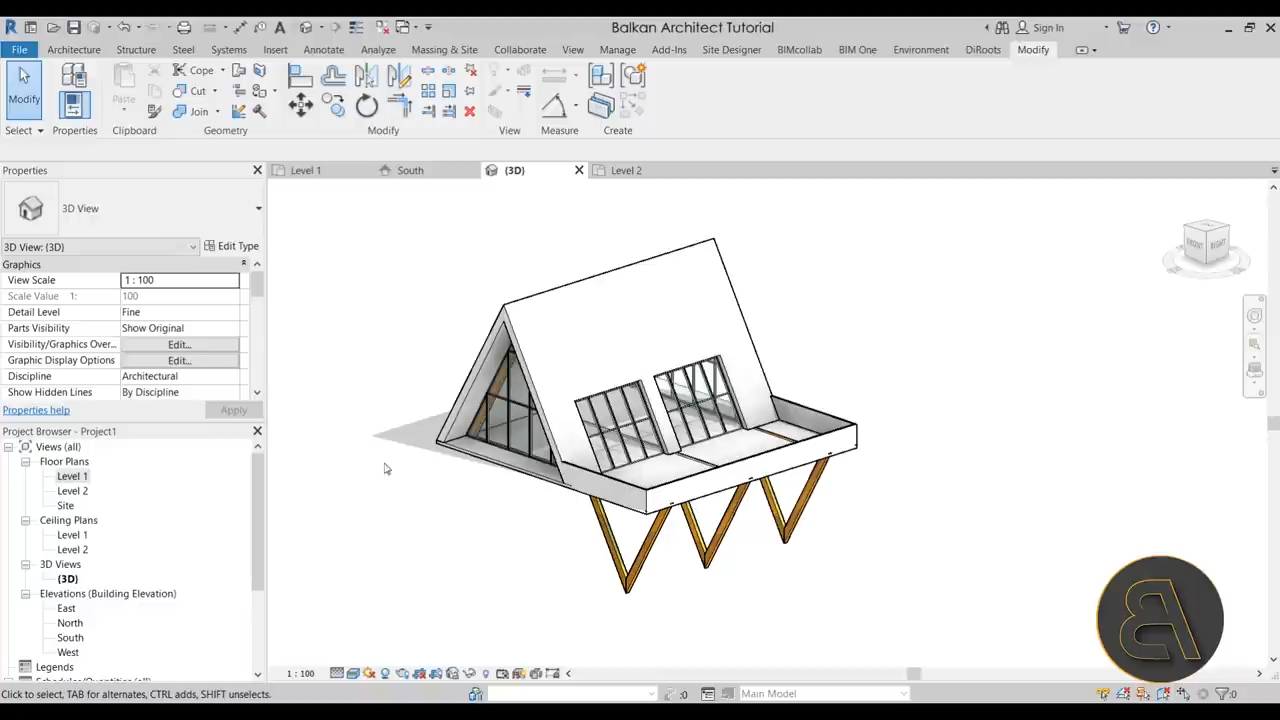 Balkan Architect Tutorial
Sign In
File Architecture Structure Steel Systems Insert Annotate Analyze Massing & Site Collaborate View Manage Add-Ins Site Designer BIMcollab BIM One Environment DiRoots Modify
Modify
Paste
Cope
Cut
Join
Select Properties Clipboard Geometry Modify View Measure Create
Properties
Level 1 South {3D} Level 2
3D View
3D View: {3D} Edit Type
Graphics
View Scale 1 : 100
Scale Value 1: 100
Detail Level Fine
Parts Visibility Show Original
Visibility/Graphics Over... Edit...
Graphic Display Options Edit...
Discipline Architectural
Show Hidden Lines By Discipline
Properties help Apply
Project Browser - Project1
Views (all)
Floor Plans
Level 1
Level 2
Site
Ceiling Plans
Level 1
Level 2
3D Views
{3D}
Elevations (Building Elevation)
East
North
South
West
Legends
FRONT RIGHT
1 : 100
Click to select, TAB for alternates, CTRL adds, SHIFT unselects.
:0 Main Model :0